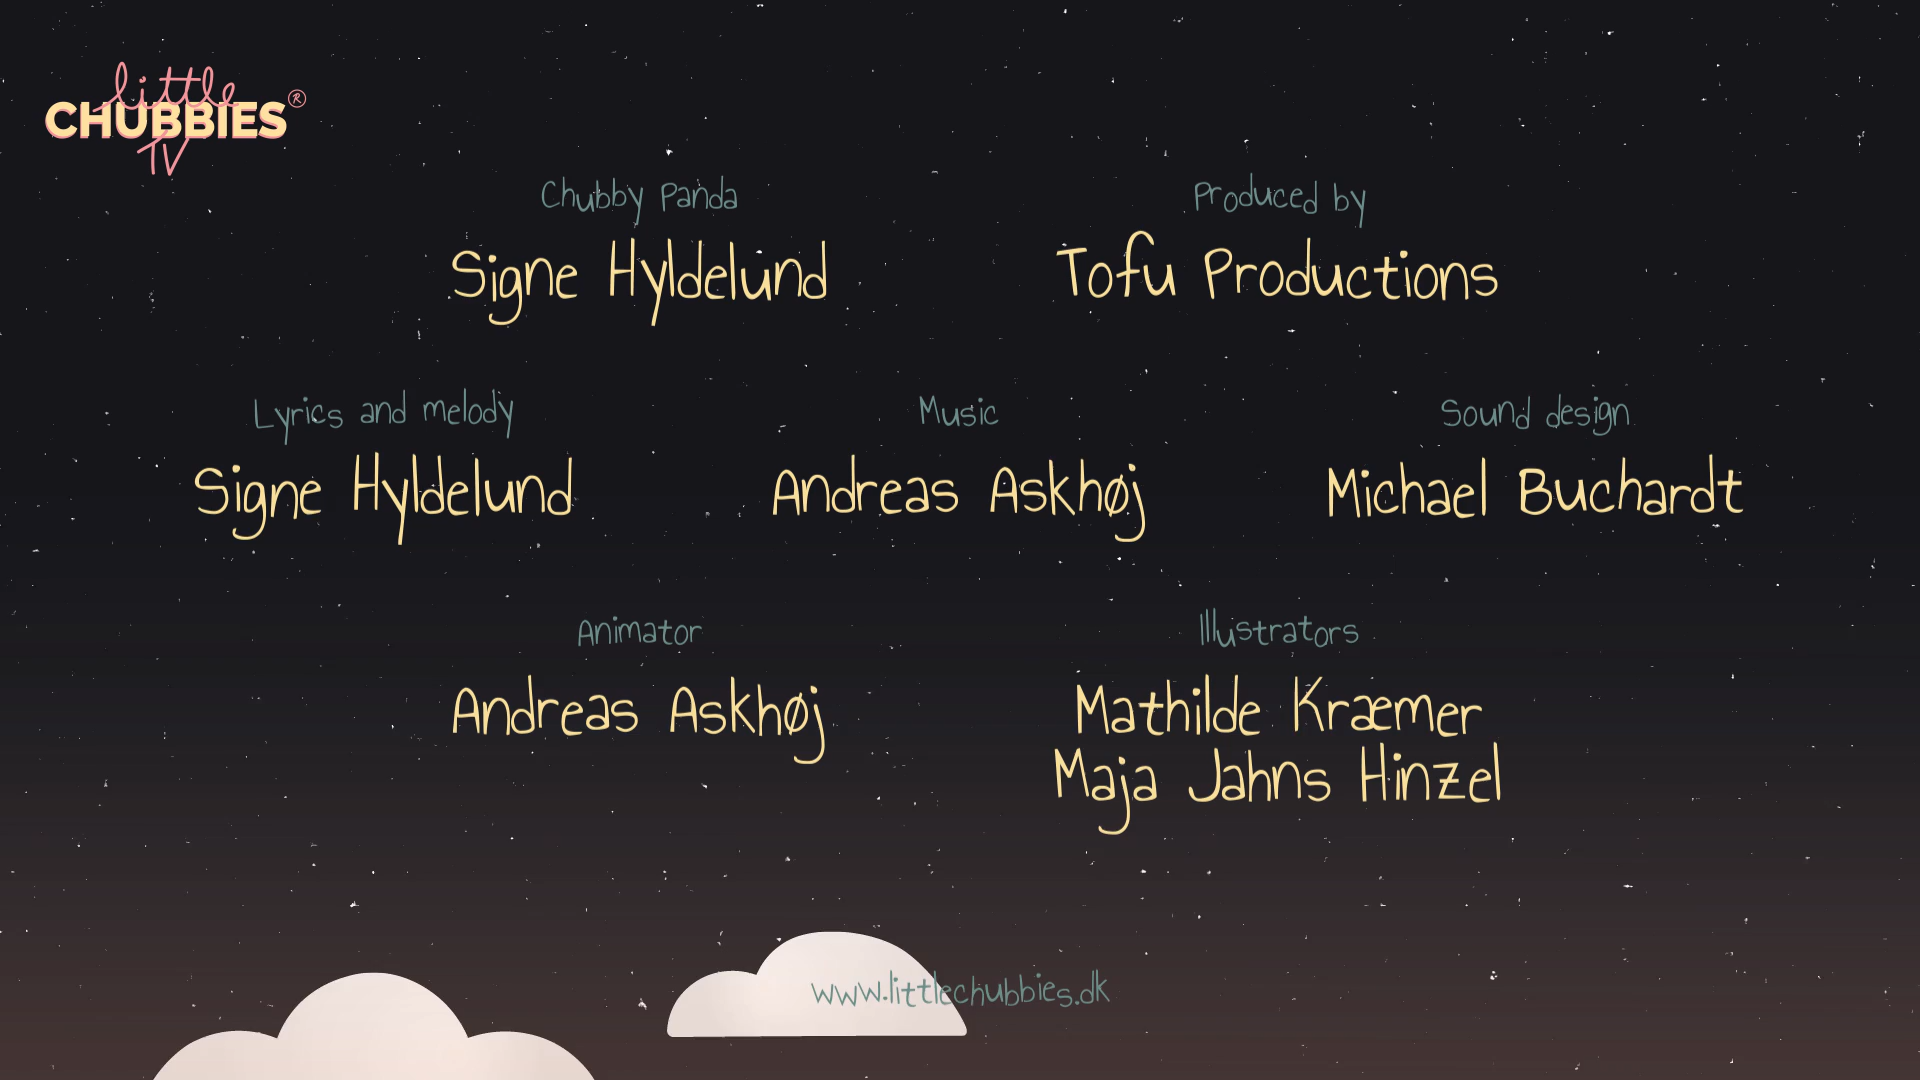 little
CHUBBIES®
TV
Chubby Panda
Signe Hyldelund
Produced by
Tofu Productions
Lyrics and melody
Signe Hyldelund
Music
Andreas Askhøj
Sound design
Michael Buchardt
Animator
Andreas Askhøj
Illustrators
Mathilde Kræmer
Maja Jahns Hinzel
www.littlechubbies.dk